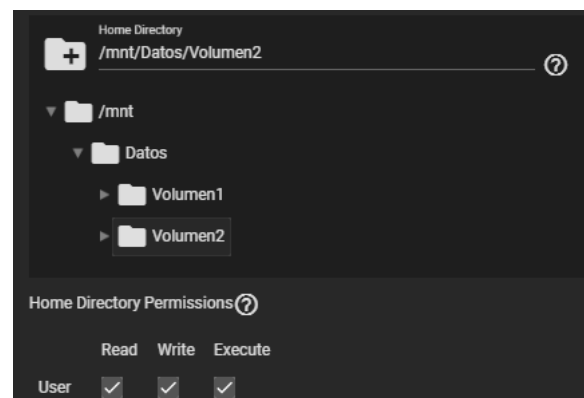 Home Directory
/mnt/Datos/Volumen2
/mnt
Datos
Volumen1
Volumen2
Home Directory Permissions
Read Write Execute
User